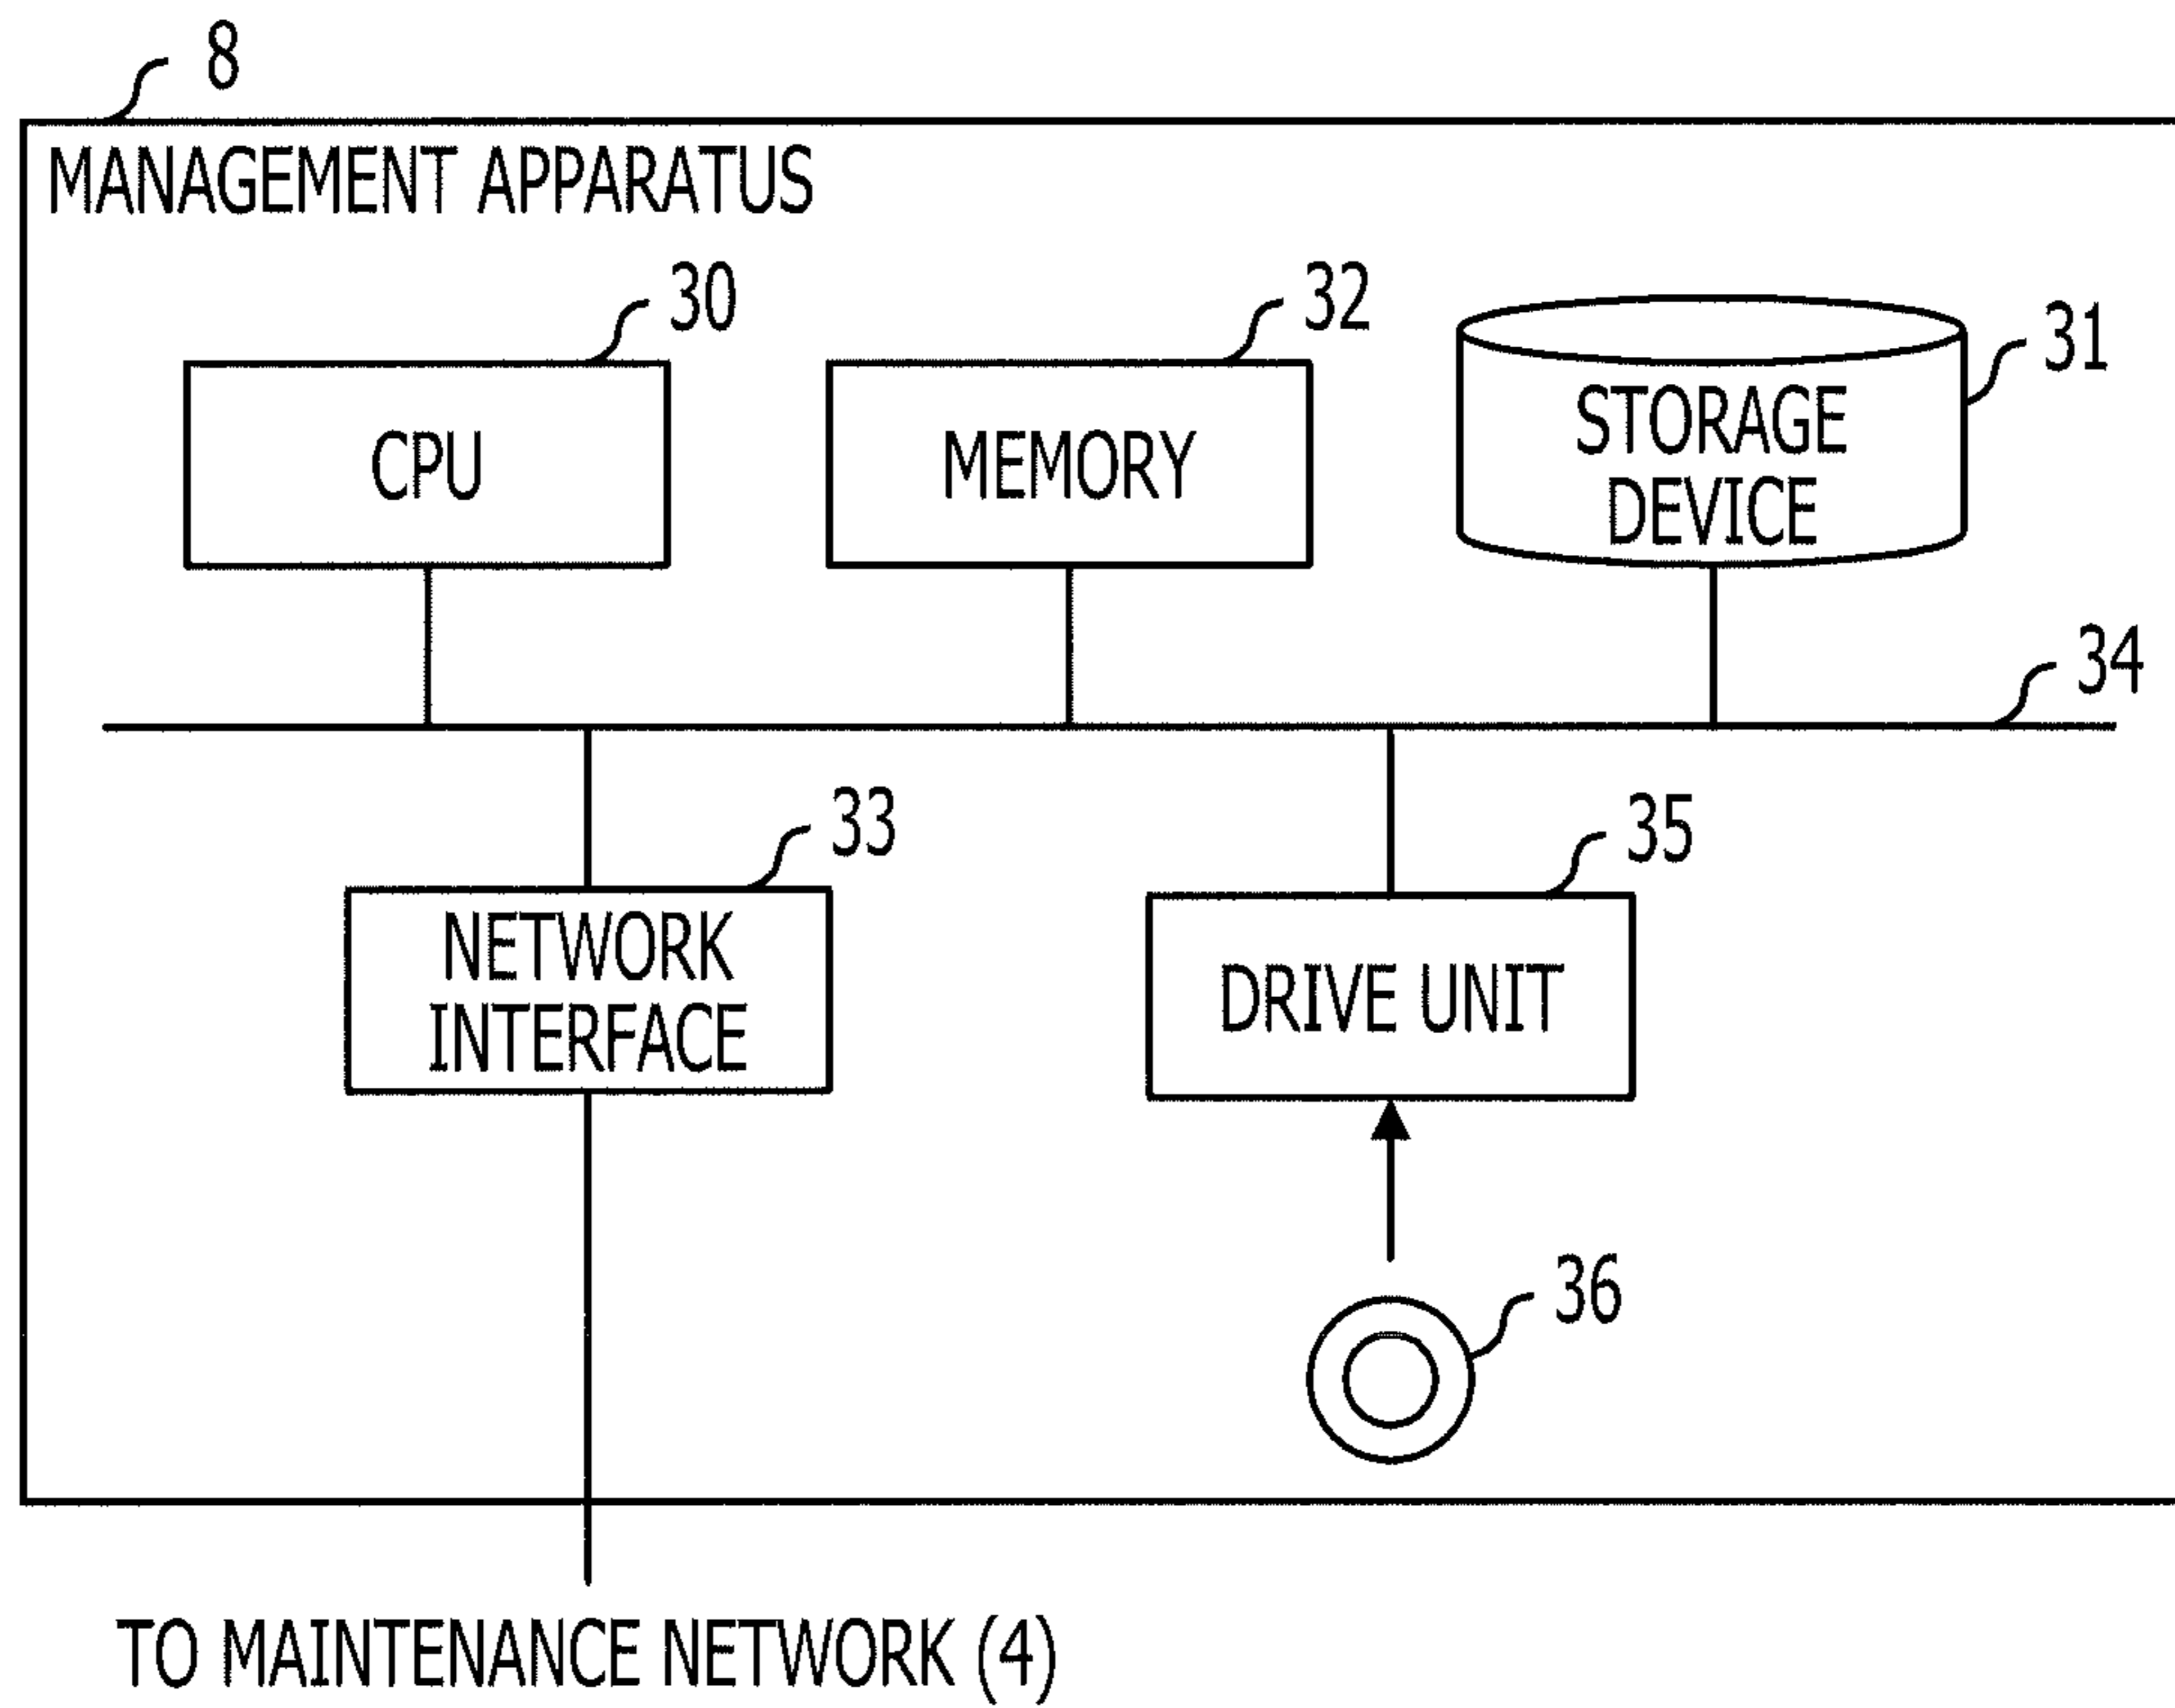 8
MANAGEMENT APPARATUS
30
32
31
CPU
MEMORY
STORAGE
DEVICE
34
33
35
NETWORK
INTERFACE
DRIVE UNIT
36
TO MAINTENANCE NETWORK (4)